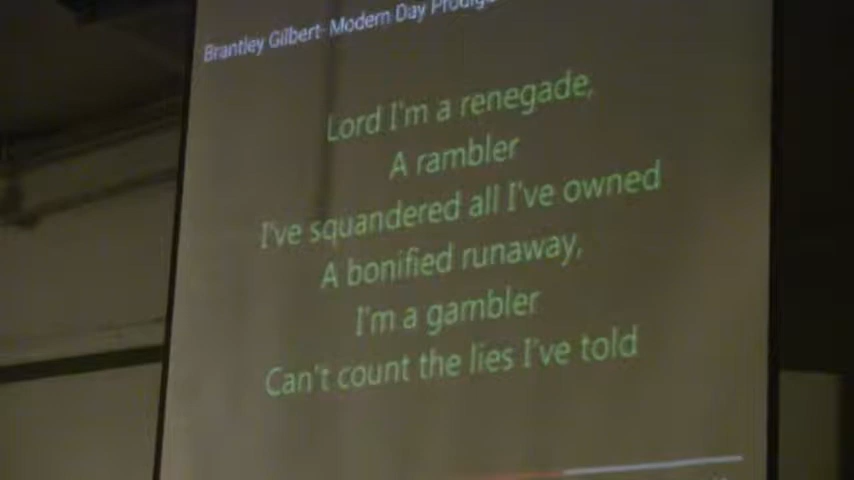 Brantley Gilbert- Modern Day
Lord I'm a renegade,
A rambler
I've squandered all I've owned
A bonified runaway,
I'm a gambler
Can't count the lies I've told